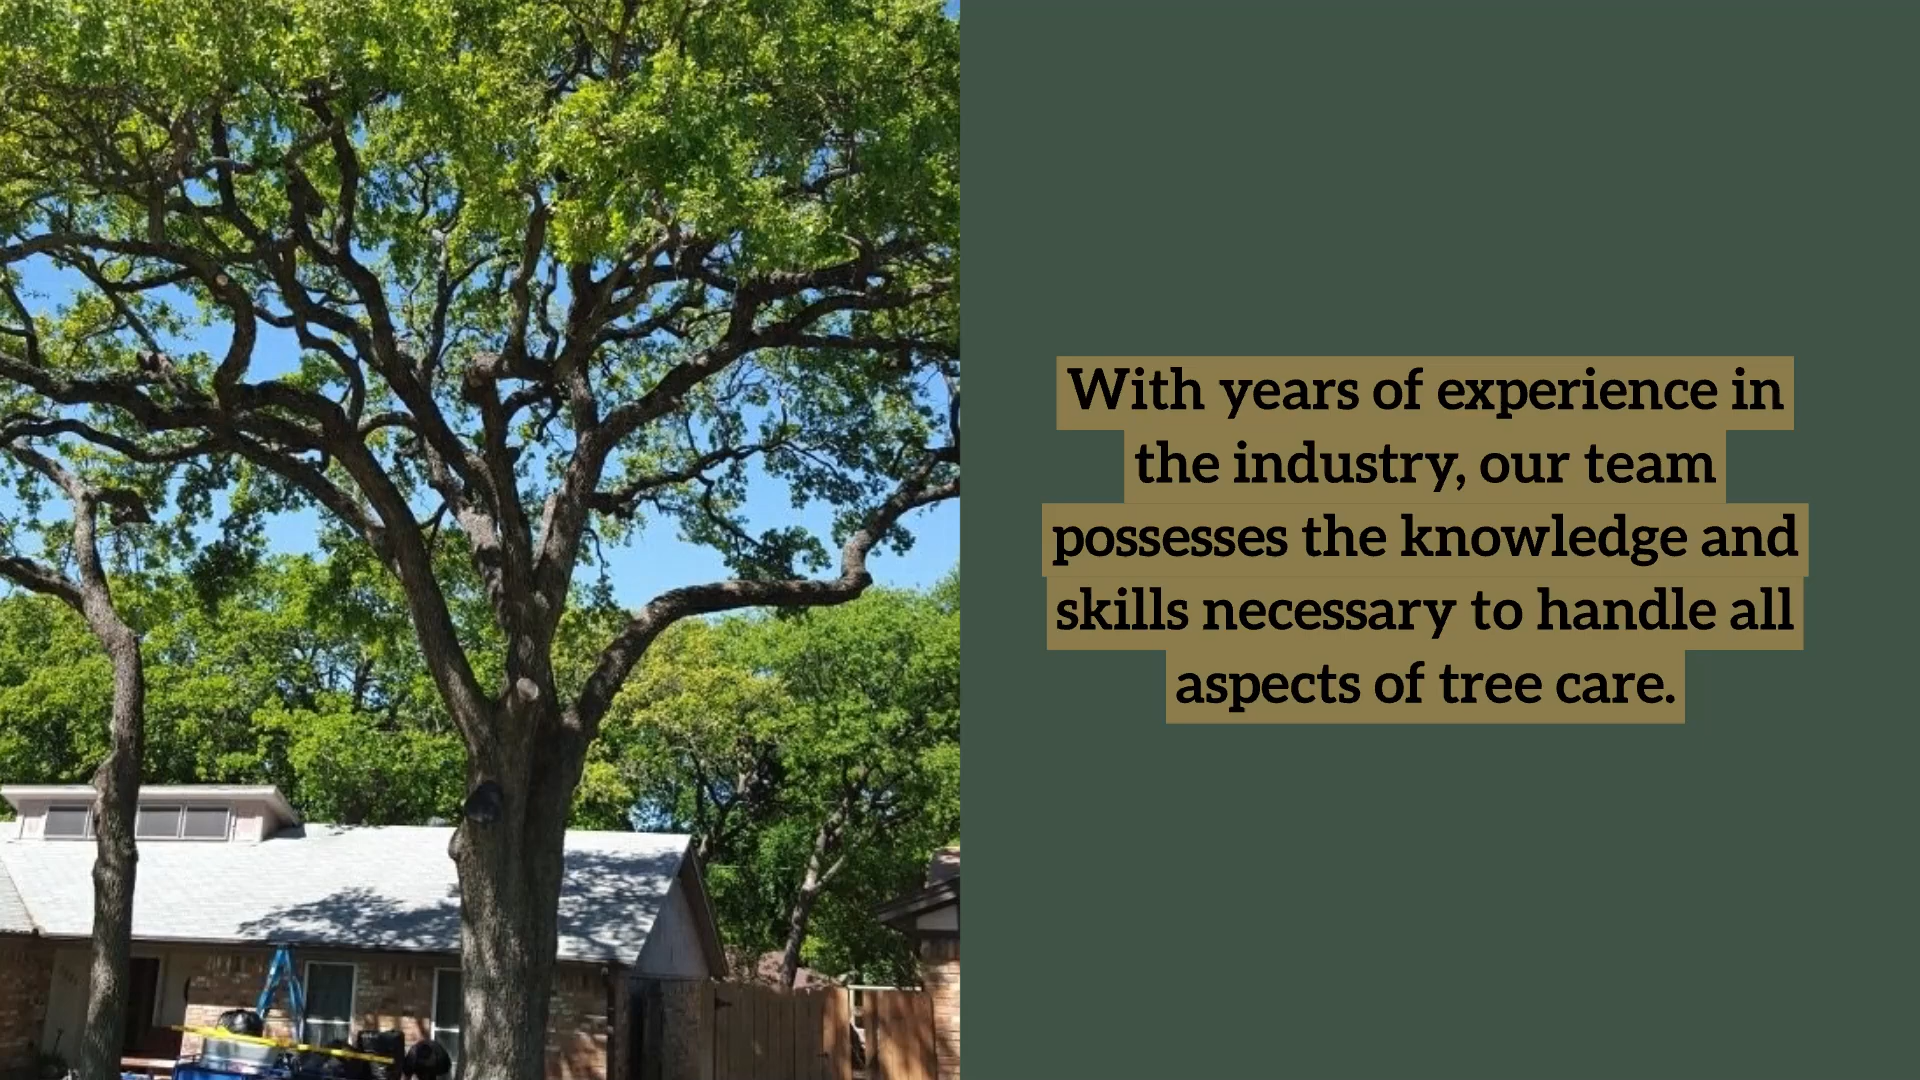 With years of experience in
the industry, our team
possesses the knowledge and
skills necessary to handle all
aspects of tree care.